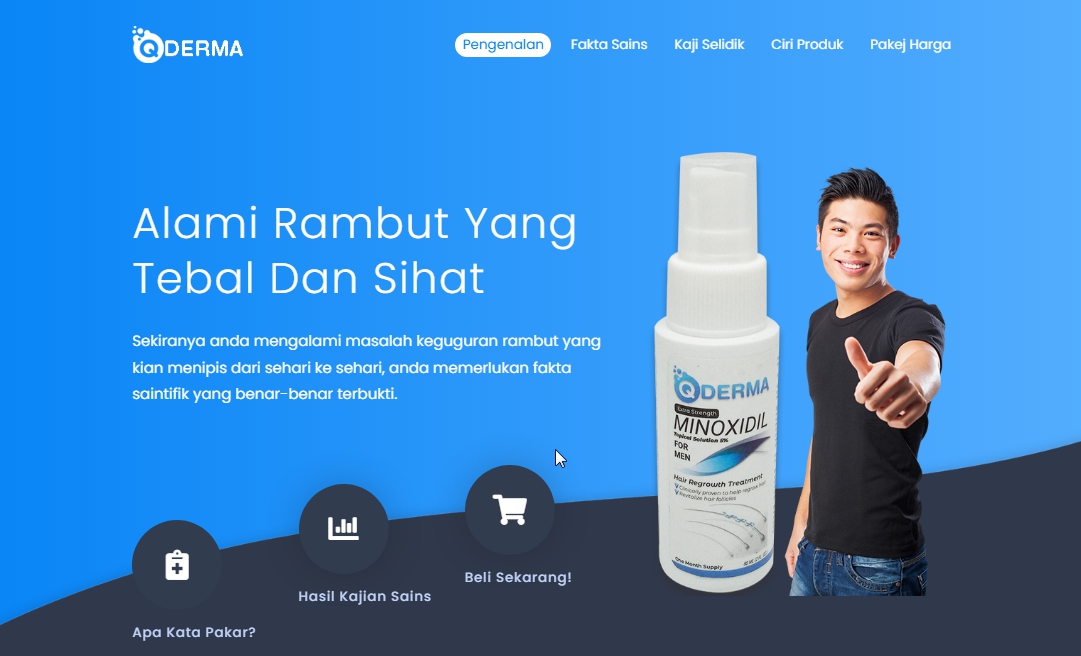 QDERMA
Pengenalan
Fakta Sains
Kaji Selidik
Ciri Produk
Pakej Harga
Alami Rambut Yang
Tebal Dan Sihat
Sekiranya anda mengalami masalah keguguran rambut yang
kian menipis dari sehari ke sehari, anda memerlukan fakta
saintifik yang benar-benar terbukti.
QDERMA
Extra Strength
MINOXIDIL
Topical Solution 5%
FOR
MEN
Hair Regrowth Treatment
Clinically proven to help regrow hair
Revitalize hair follicles
One Month Supply
Beli Sekarang!
Hasil Kajian Sains
Apa Kata Pakar?